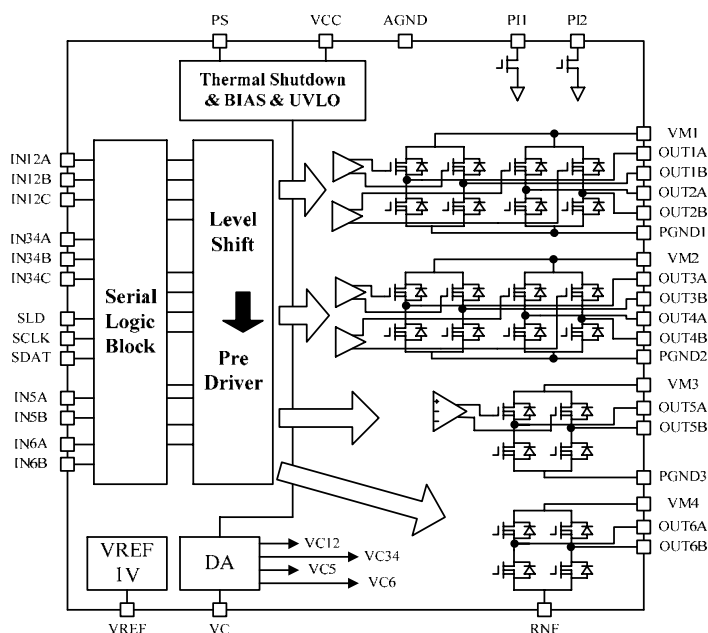 PS VCC AGND PI1 PI2
Thermal Shutdown
& BIAS & UVLO
IN12A
IN12B
IN12C
IN34A
IN34B
IN34C
SLD
SCLK
SDAT
IN5A
IN5B
IN6A
IN6B
Serial
Logic
Block
Level
Shift
Pre
Driver
VM1
OUT1A
OUT1B
OUT2A
OUT2B
PGND1
VM2
OUT3A
OUT3B
OUT4A
OUT4B
PGND2
VM3
OUT5A
OUT5B
PGND3
VM4
OUT6A
OUT6B
VREF
1V
DA
VC12
VC34
VC5
VC6
VREF VC RNF